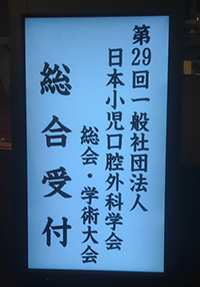 第29回一般社団法人
日本小児口腔外科学会
総会・学術大会
総合受付